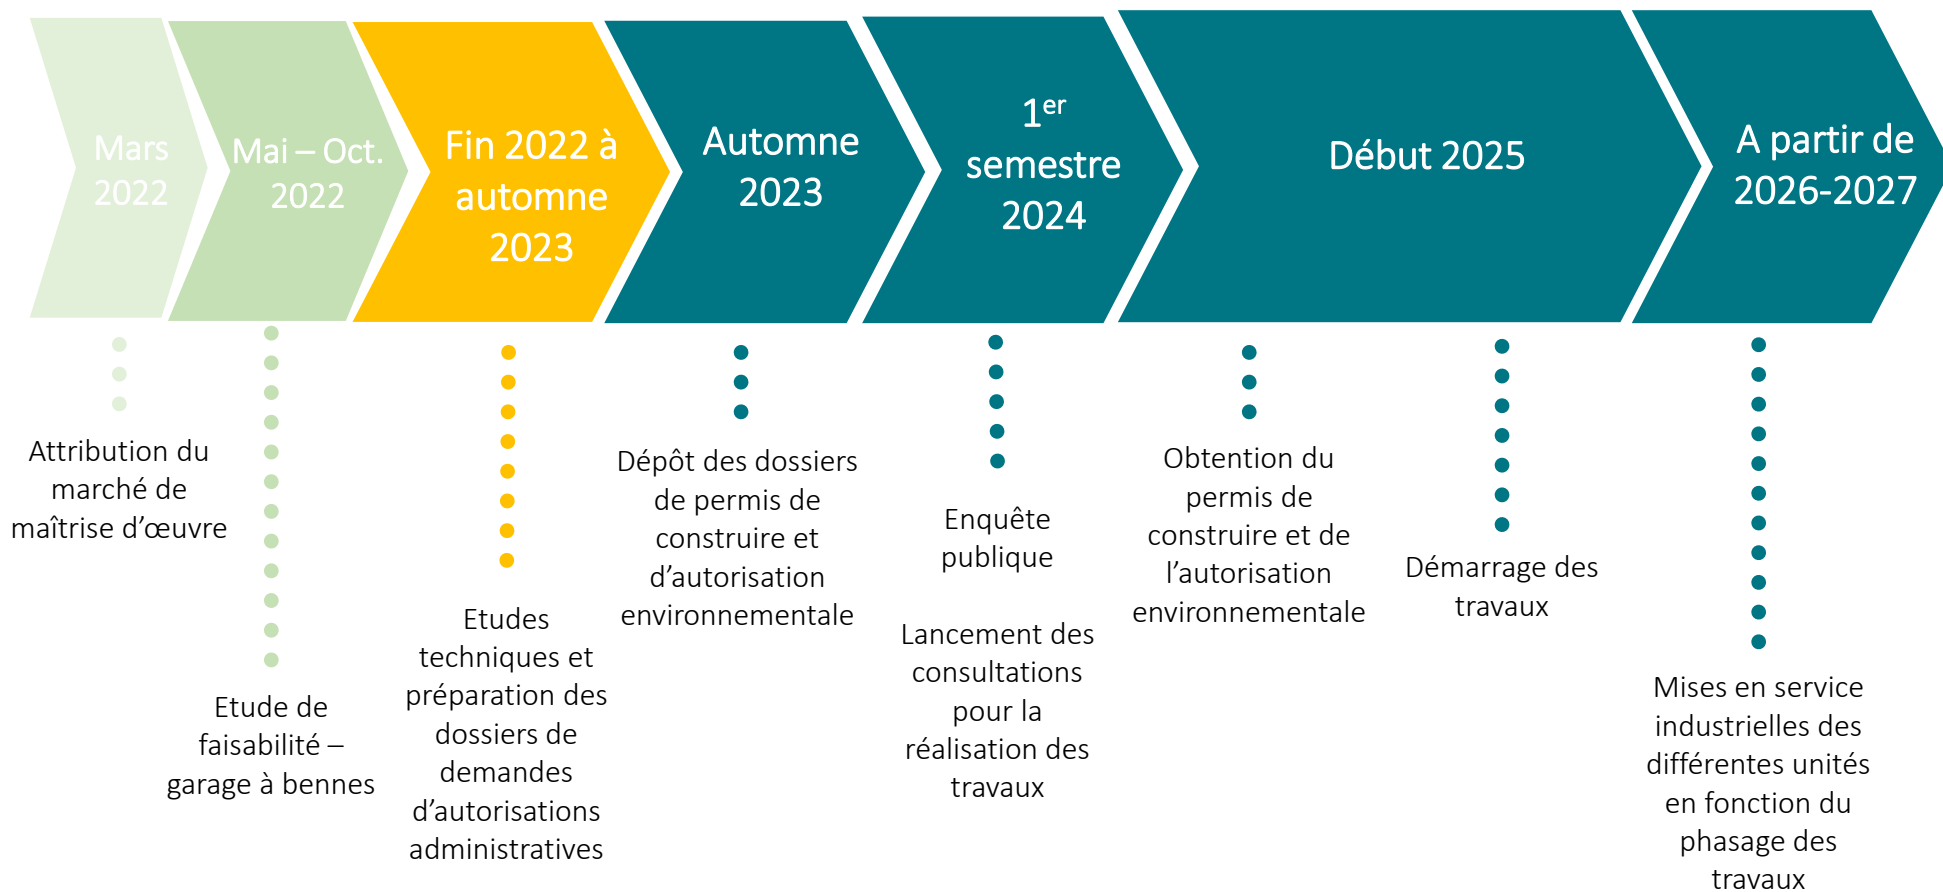 Mars
2022
Mai – Oct.
2022
Fin 2022 à
automne
2023
Automne
2023
1er
semestre
2024
Début 2025
A partir de
2026-2027
Attribution du
marché de
maîtrise d’œuvre
Etude de
faisabilité –
garage à bennes
Etudes
techniques et
préparation des
dossiers de
demandes
d’autorisations
administratives
Dépôt des dossiers
de permis de
construire et
d’autorisation
environnementale
Enquête
publique
Lancement des
consultations
pour la
réalisation des
travaux
Obtention du
permis de
construire et de
l’autorisation
environnementale
Démarrage des
travaux
Mises en service
industrielles des
différentes unités
en fonction du
phasage des
travaux